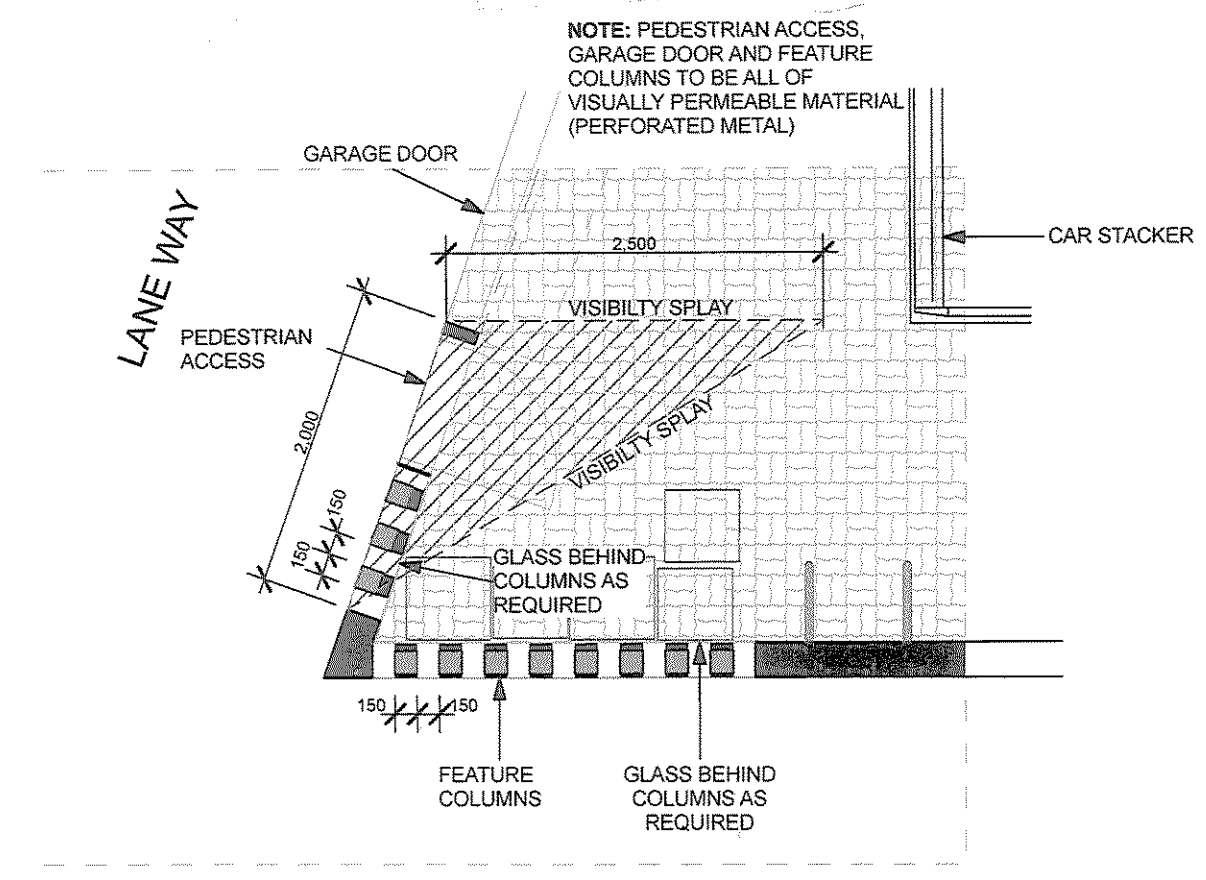 NOTE: PEDESTRIAN ACCESS,
GARAGE DOOR AND FEATURE
COLUMNS TO BE ALL OF
VISUALLY PERMEABLE MATERIAL
(PERFORATED METAL)
GARAGE DOOR
LANE WAY
2,500
CAR STACKER
VISIBILTY SPLAY
PEDESTRIAN
ACCESS
2,000
VISIBILTY SPLAY
150
150
GLASS BEHIND
COLUMNS AS
REQUIRED
150
150
FEATURE
COLUMNS
GLASS BEHIND
COLUMNS AS
REQUIRED